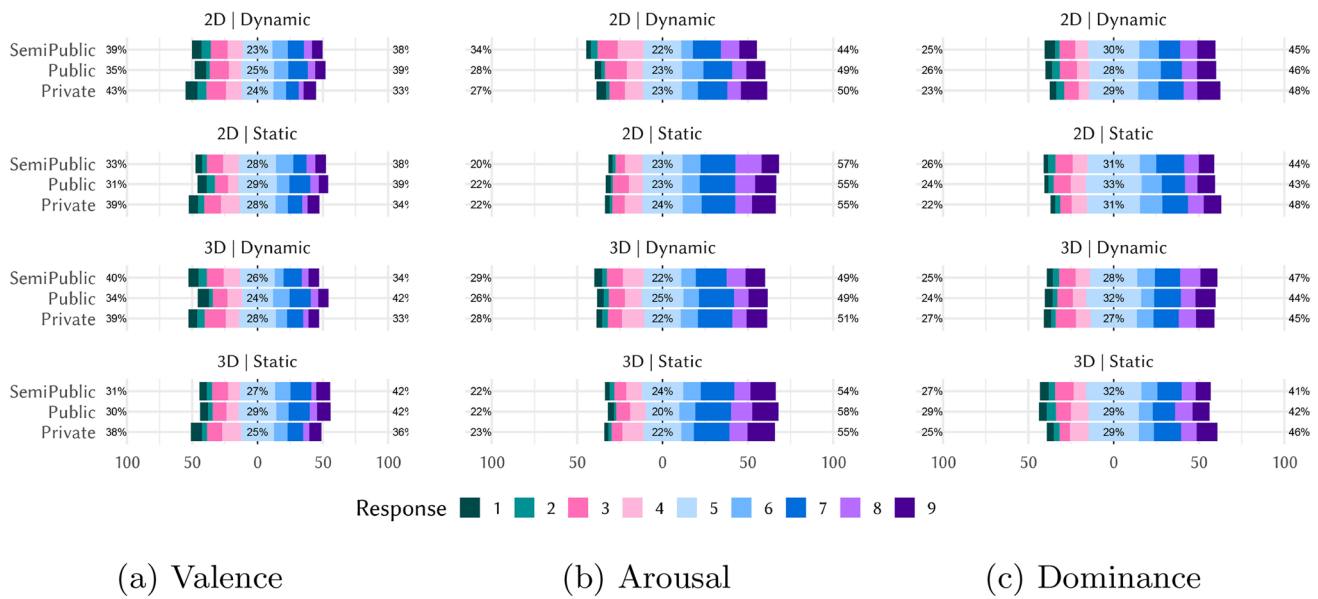 2D | Dynamic 2D | Dynamic 2D | Dynamic
SemiPublic 39% 23% 38% 34% 22% 44% 25% 30% 45%
Public 35% 25% 39% 28% 23% 49% 26% 28% 46%
Private 43% 24% 33% 27% 23% 50% 23% 29% 48%
2D | Static 2D | Static 2D | Static
SemiPublic 33% 28% 38% 20% 23% 57% 26% 31% 44%
Public 31% 29% 39% 22% 23% 55% 24% 33% 43%
Private 39% 28% 34% 22% 24% 55% 22% 31% 48%
3D | Dynamic 3D | Dynamic 3D | Dynamic
SemiPublic 40% 26% 34% 29% 22% 49% 25% 28% 47%
Public 34% 24% 42% 26% 25% 49% 24% 32% 44%
Private 39% 28% 33% 28% 22% 51% 27% 27% 45%
3D | Static 3D | Static 3D | Static
SemiPublic 31% 27% 42% 22% 24% 54% 27% 32% 41%
Public 30% 29% 42% 22% 20% 58% 29% 29% 42%
Private 38% 25% 36% 23% 22% 55% 25% 29% 46%
100 50 0 50 100 100 50 0 50 100 100 50 0 50 100
Response 1 2 3 4 5 6 7 8 9
(a) Valence (b) Arousal (c) Dominance